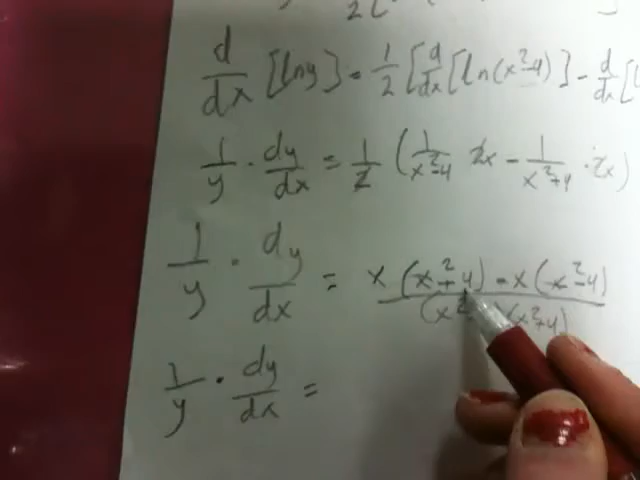 2[
d/dx [ln y] = 1/2 [d/dx [ln(x²-4)] - d/dx [
1/y · dy/dx = 1/2 (1/(x²-4) 2x - 1/(x²+4) · 2x)
1/y · dy/dx = (x(x²+4) - x(x²-4))/((x² )(x²+4))
1/y · dy/dx =